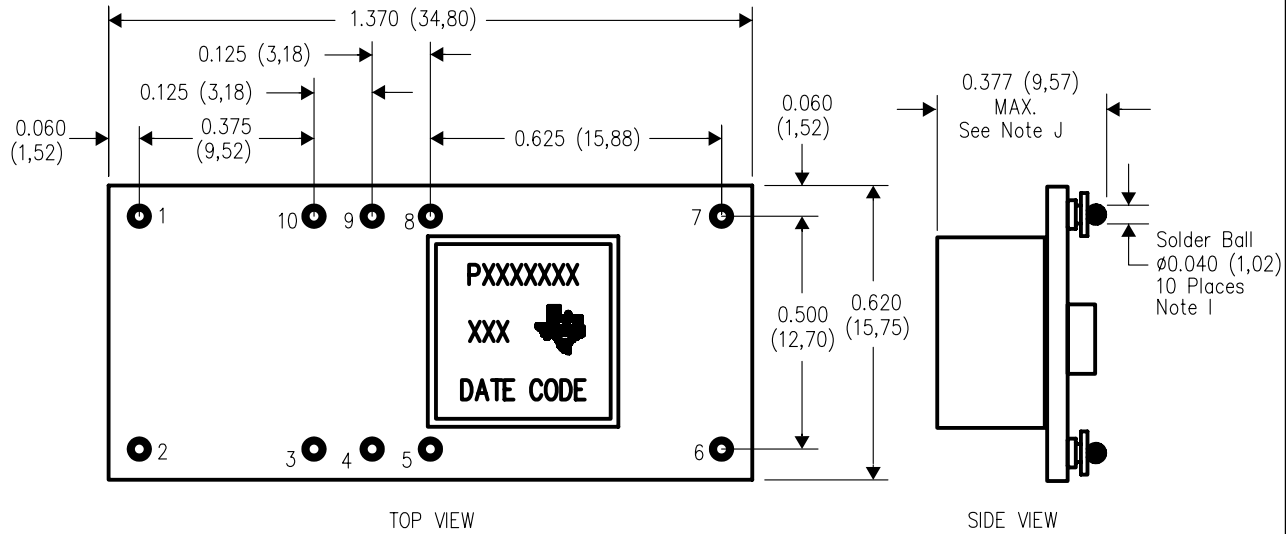 1.370 (34,80)
0.125 (3,18)
0.125 (3,18)
0.060
(1,52)
0.375
(9,52)
0.625 (15,88)
0.060
(1,52)
0.377 (9,57)
MAX.
See Note J
1
10
9
8
7
PXXXXXXX
XXX
DATE CODE
0.500
(12,70)
0.620
(15,75)
Solder Ball
ø0.040 (1,02)
10 Places
Note I
2
3
4
5
6
TOP VIEW
SIDE VIEW